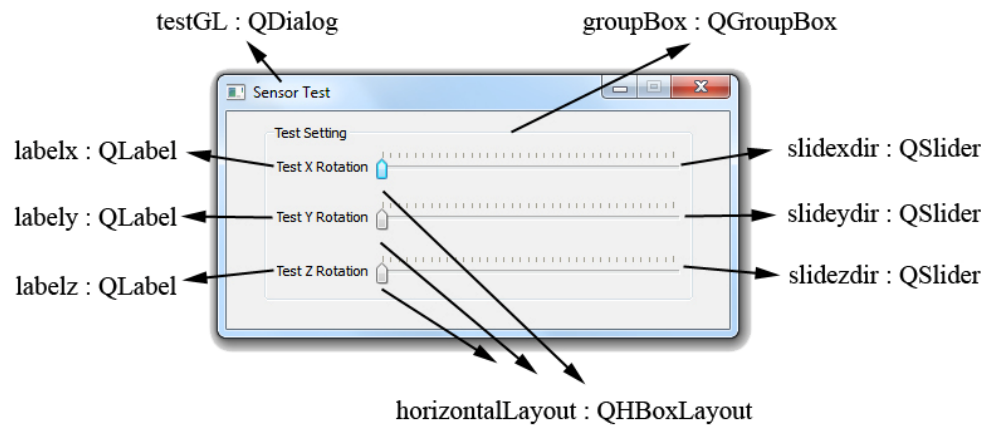 testGL : QDialog
groupBox : QGroupBox
Sensor Test
Test Setting
labelx : QLabel
Test X Rotation
slidexdir : QSlider
labely : QLabel
Test Y Rotation
slideydir : QSlider
labelz : QLabel
Test Z Rotation
slidezdir : QSlider
horizontalLayout : QHBoxLayout